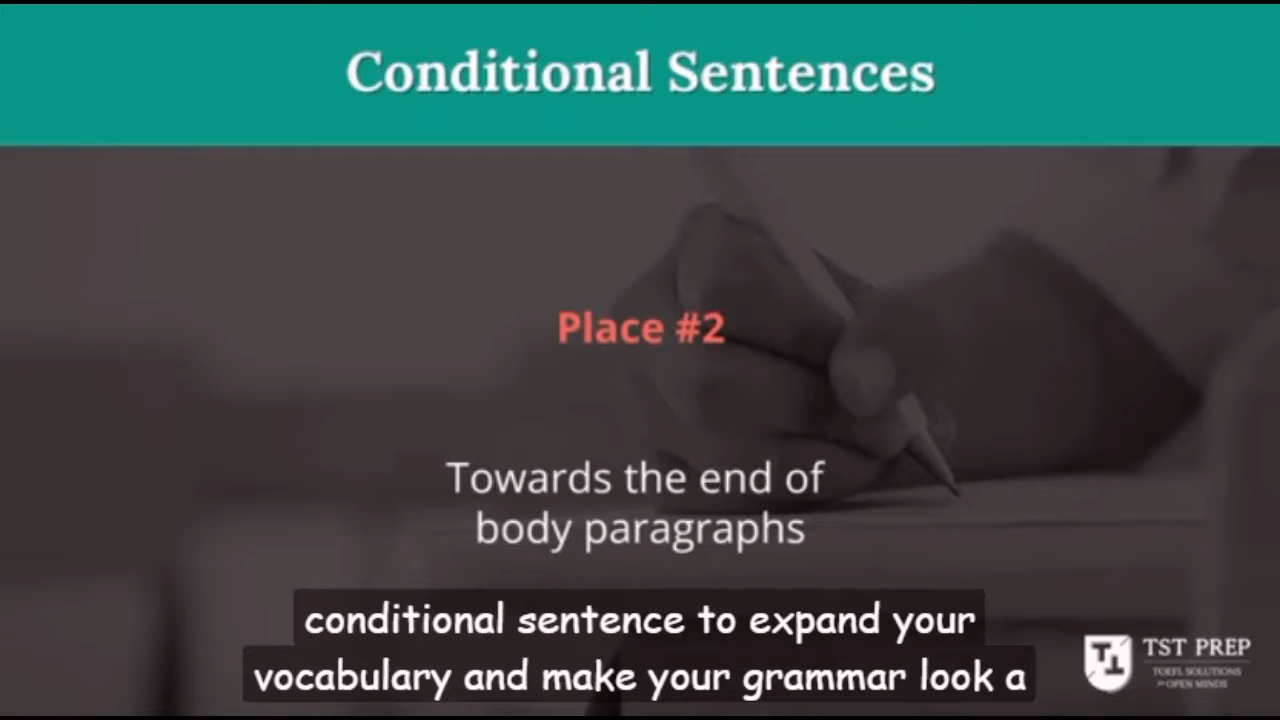 Conditional Sentences
Place #2
Towards the end of
body paragraphs
conditional sentence to expand your
vocabulary and make your grammar look a
TST PREP
TOEFL SOLUTIONS
for OPEN MINDS